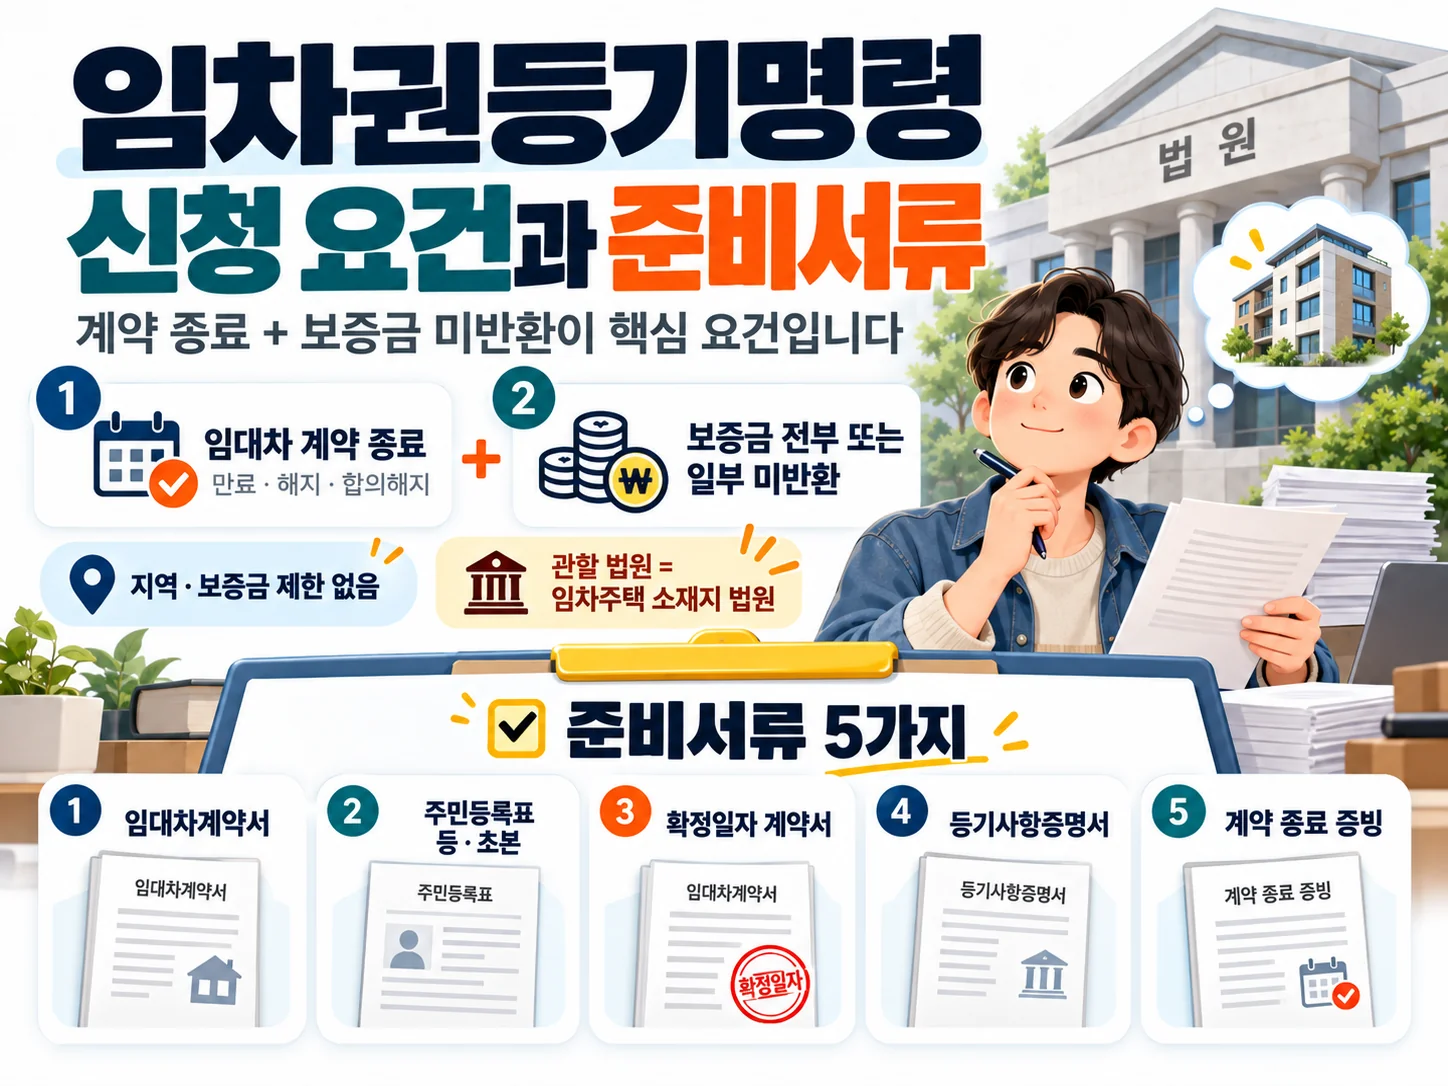 임차권등기명령
신청 요건과 준비서류
계약 종료 + 보증금 미반환이 핵심 요건입니다
법원
1
임대차 계약 종료
만료 · 해지 · 합의해지
+
2
보증금 전부 또는
일부 미반환
₩
지역 · 보증금 제한 없음
관할 법원 =
임차주택 소재지 법원
준비서류 5가지
1
임대차계약서
임대차계약서
2
주민등록표
등 · 초본
주민등록표
3
확정일자 계약서
임대차계약서
확정일자
4
등기사항증명서
등기사항증명서
5
계약 종료 증빙
계약 종료 증빙